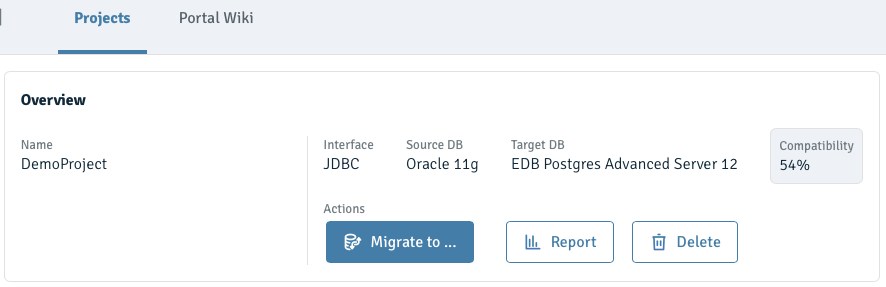 Projects Portal Wiki
Overview
Name Interface Source DB Target DB Compatibility
DemoProject JDBC Oracle 11g EDB Postgres Advanced Server 12 54%
Actions
Migrate to ... Report Delete